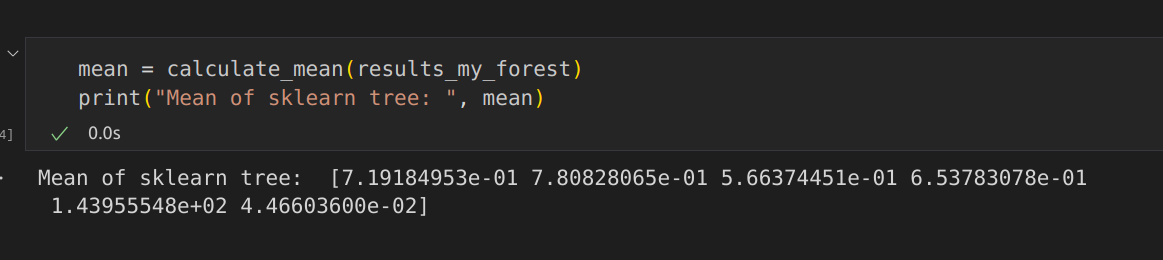 mean = calculate_mean(results_my_forest)
print("Mean of sklearn tree: ", mean)
4]
0.0s
Mean of sklearn tree:  [7.19184953e-01 7.80828065e-01 5.66374451e-01 6.53783078e-01
1.43955548e+02 4.46603600e-02]